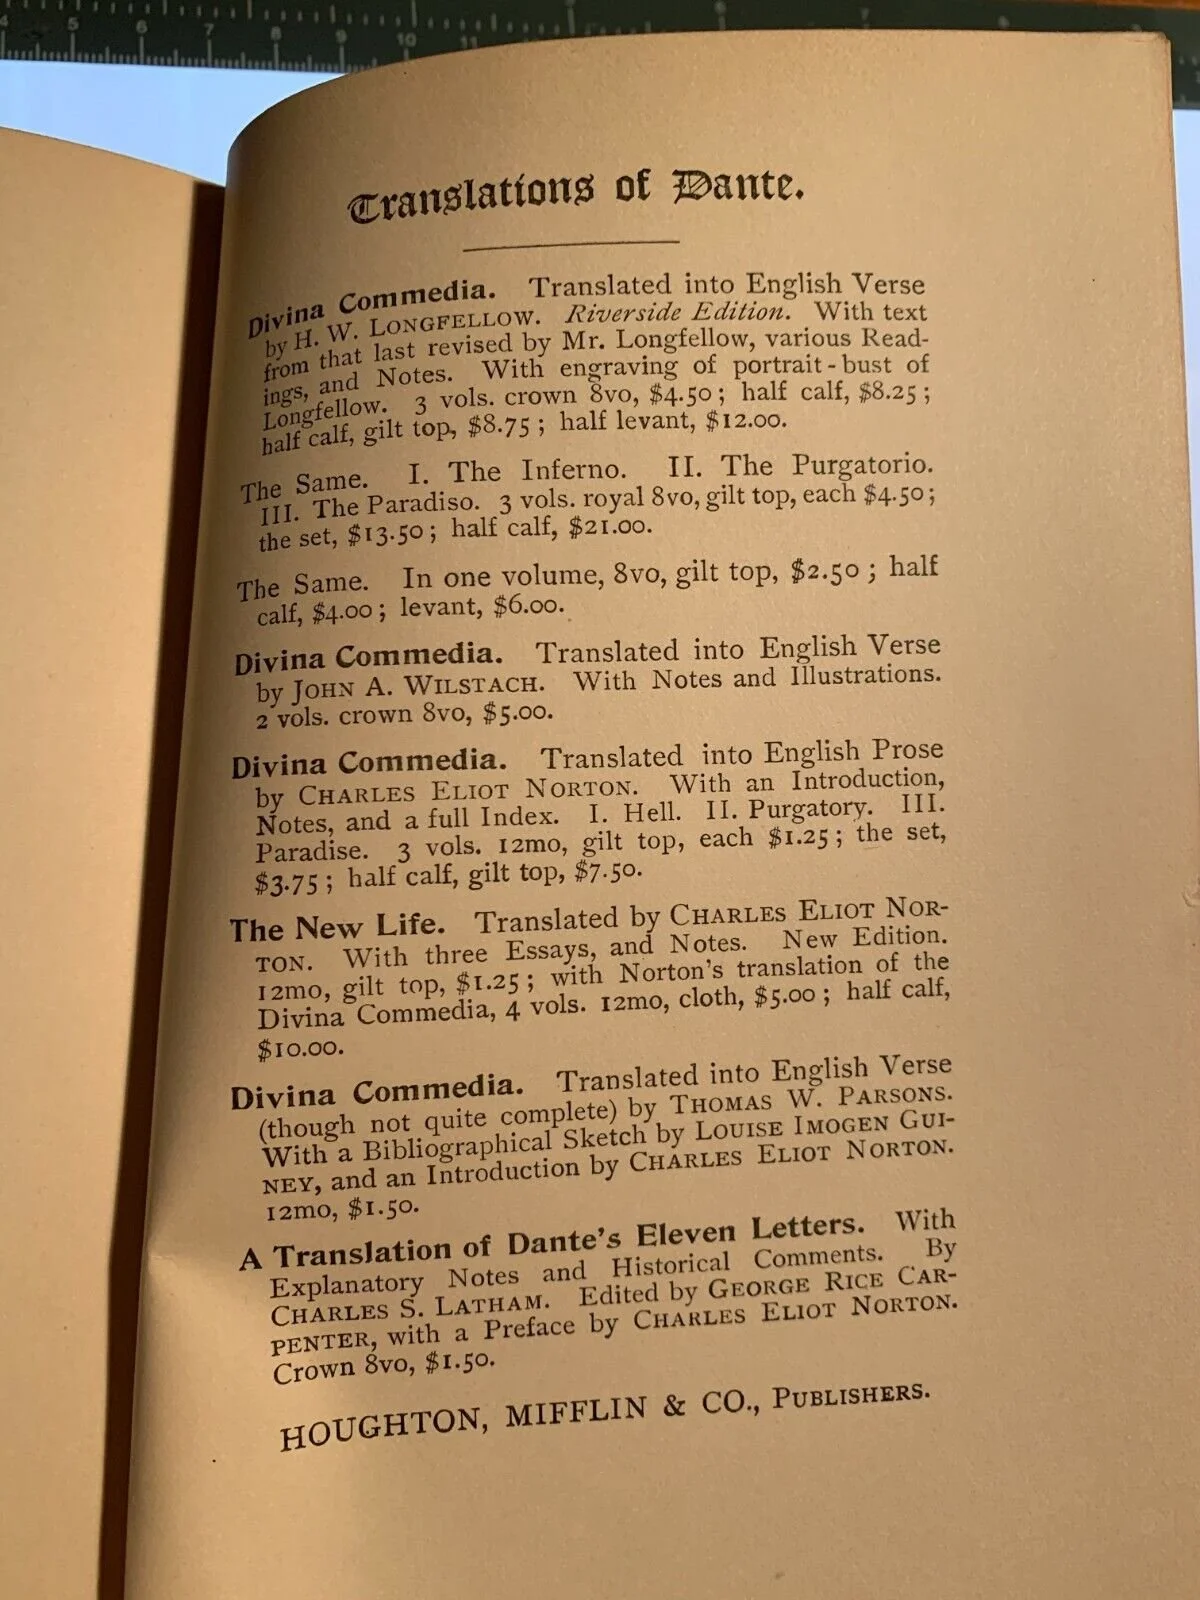 4 5 6 7 8 9 10 11
Translations of Dante.
Divina Commedia. Translated into English Verse
by H. W. LONGFELLOW. Riverside Edition. With text
from that last revised by Mr. Longfellow, various Read-
ings, and Notes. With engraving of portrait-bust of
Longfellow. 3 vols. crown 8vo, $4.50; half calf, $8.25;
half calf, gilt top, $8.75; half levant, $12.00.
The Same. I. The Inferno. II. The Purgatorio.
III. The Paradiso. 3 vols. royal 8vo, gilt top, each $4.50;
the set, $13.50; half calf, $21.00.
The Same. In one volume, 8vo, gilt top, $2.50; half
calf, $4.00; levant, $6.00.
Divina Commedia. Translated into English Verse
by JOHN A. WILSTACH. With Notes and Illustrations.
2 vols. crown 8vo, $5.00.
Divina Commedia. Translated into English Prose
by CHARLES ELIOT NORTON. With an Introduction,
Notes, and a full Index. I. Hell. II. Purgatory. III.
Paradise. 3 vols. 12mo, gilt top, each $1.25; the set,
$3.75; half calf, gilt top, $7.50.
The New Life. Translated by CHARLES ELIOT NOR-
TON. With three Essays, and Notes. New Edition.
12mo, gilt top, $1.25; with Norton's translation of the
Divina Commedia, 4 vols. 12mo, cloth, $5.00; half calf,
$10.00.
Divina Commedia. Translated into English Verse
(though not quite complete) by THOMAS W. PARSONS.
With a Bibliographical Sketch by LOUISE IMOGEN GUI-
NEY, and an Introduction by CHARLES ELIOT NORTON.
12mo, $1.50.
A Translation of Dante's Eleven Letters. With
Explanatory Notes and Historical Comments. By
CHARLES S. LATHAM. Edited by GEORGE RICE CAR-
PENTER, with a Preface by CHARLES ELIOT NORTON.
Crown 8vo, $1.50.
HOUGHTON, MIFFLIN & CO., PUBLISHERS.